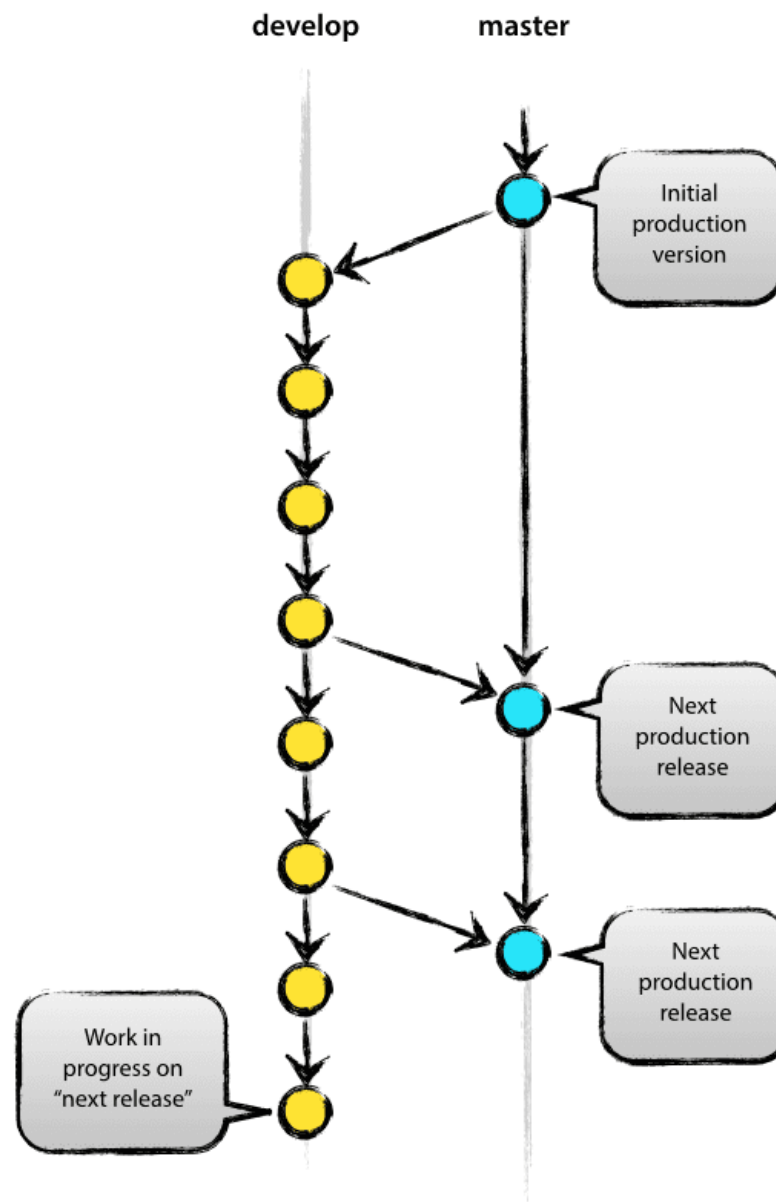 develop
master
Initial
production
version
Next
production
release
Next
production
release
Work in
progress on
“next release”